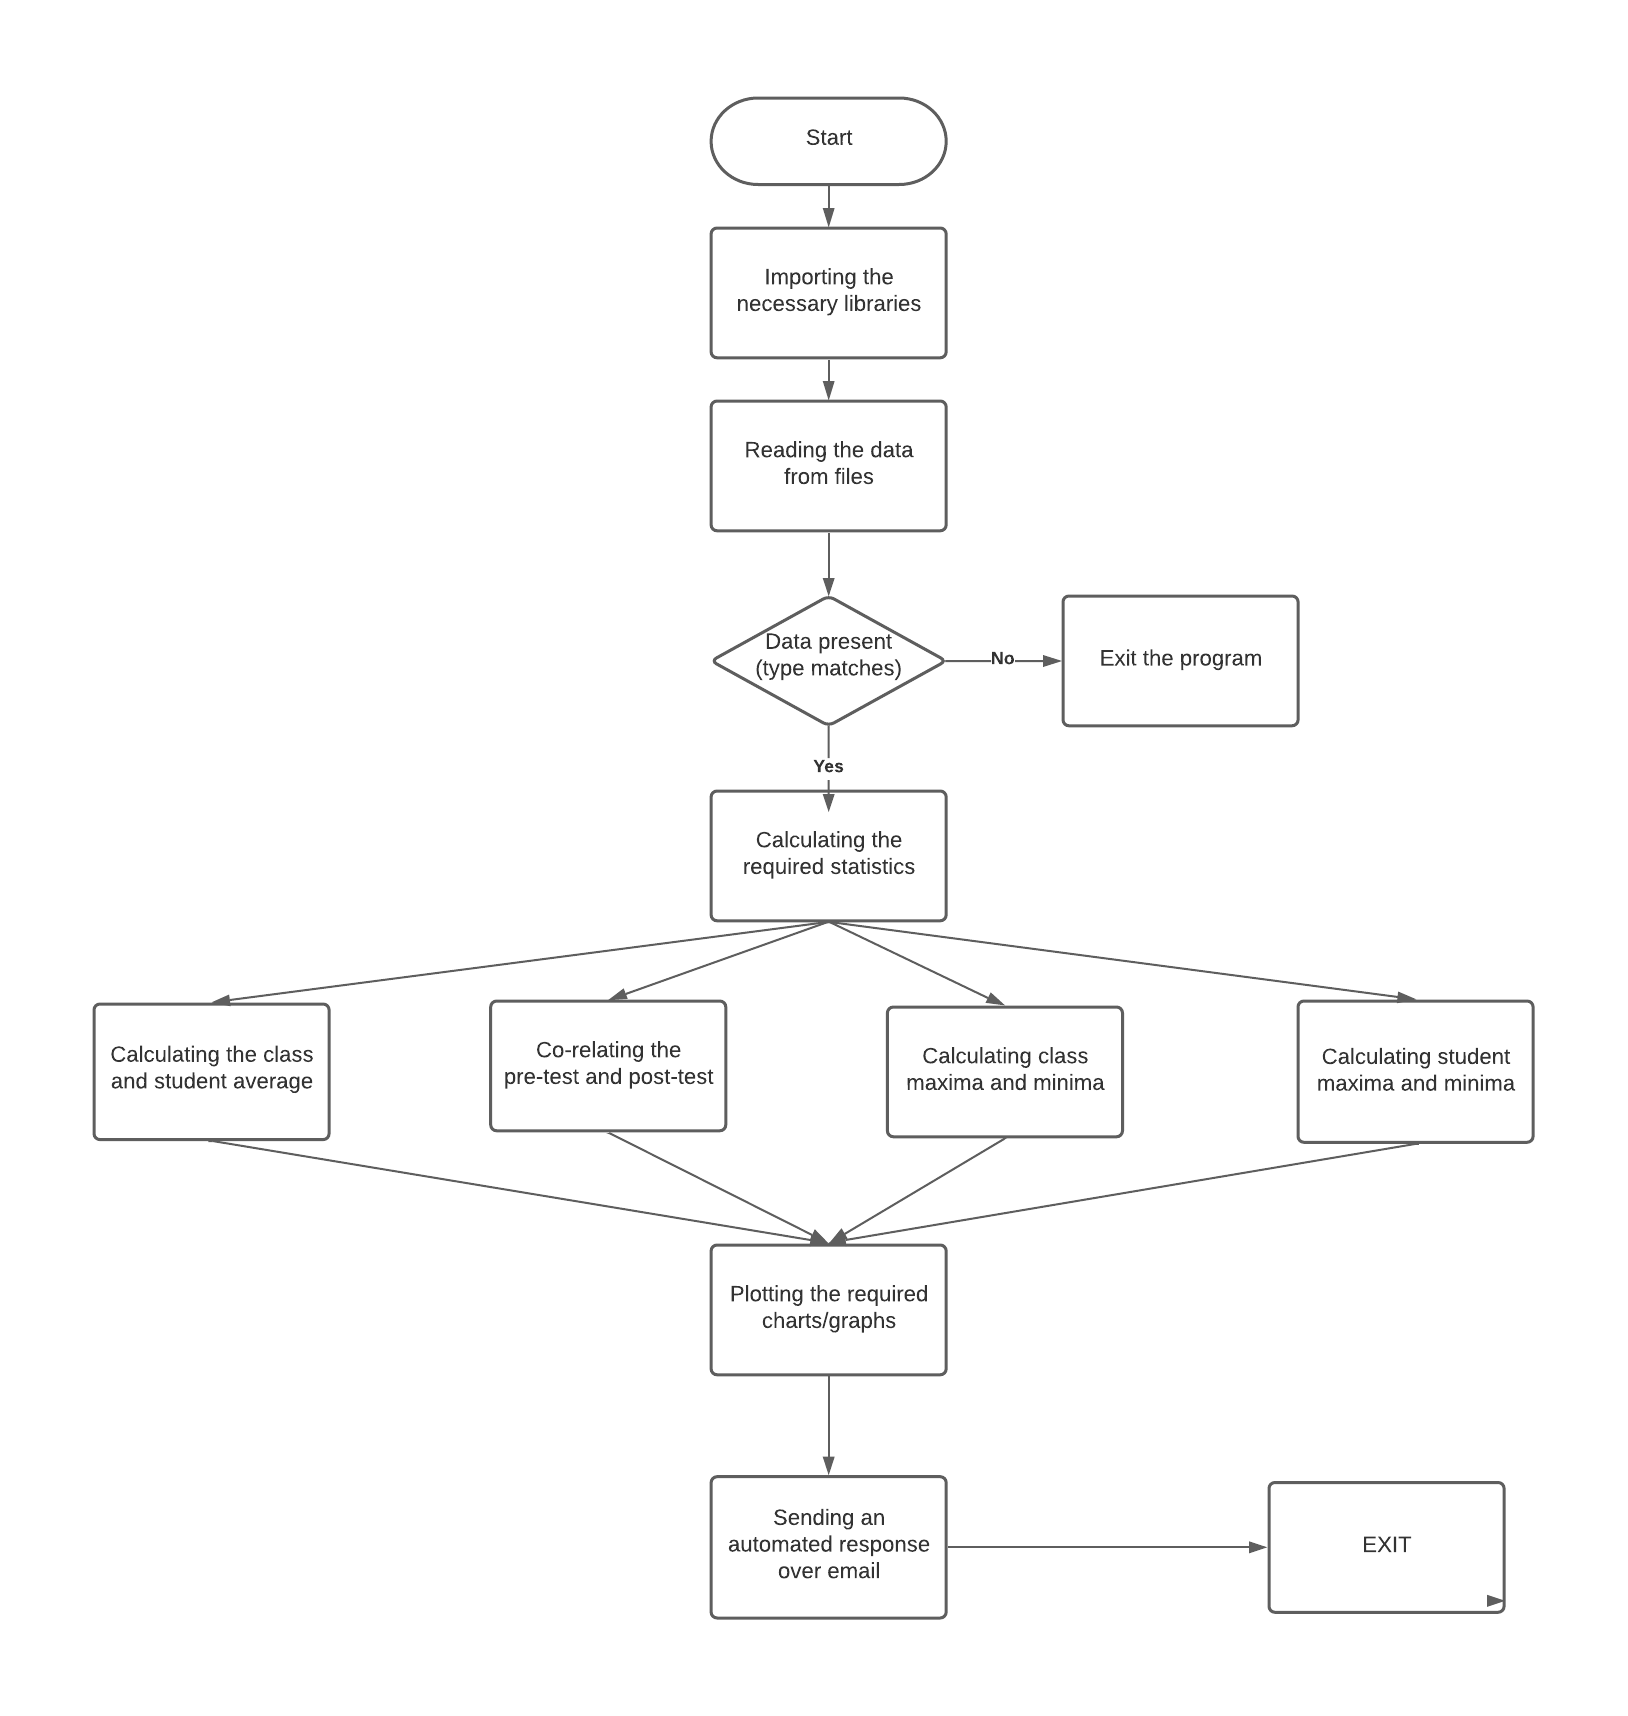 Start
Importing the
necessary libraries
Reading the data
from files
Data present
(type matches)
No
Exit the program
Yes
Calculating the
required statistics
Calculating the class
and student average
Co-relating the
pre-test and post-test
Calculating class
maxima and minima
Calculating student
maxima and minima
Plotting the required
charts/graphs
Sending an
automated response
over email
EXIT